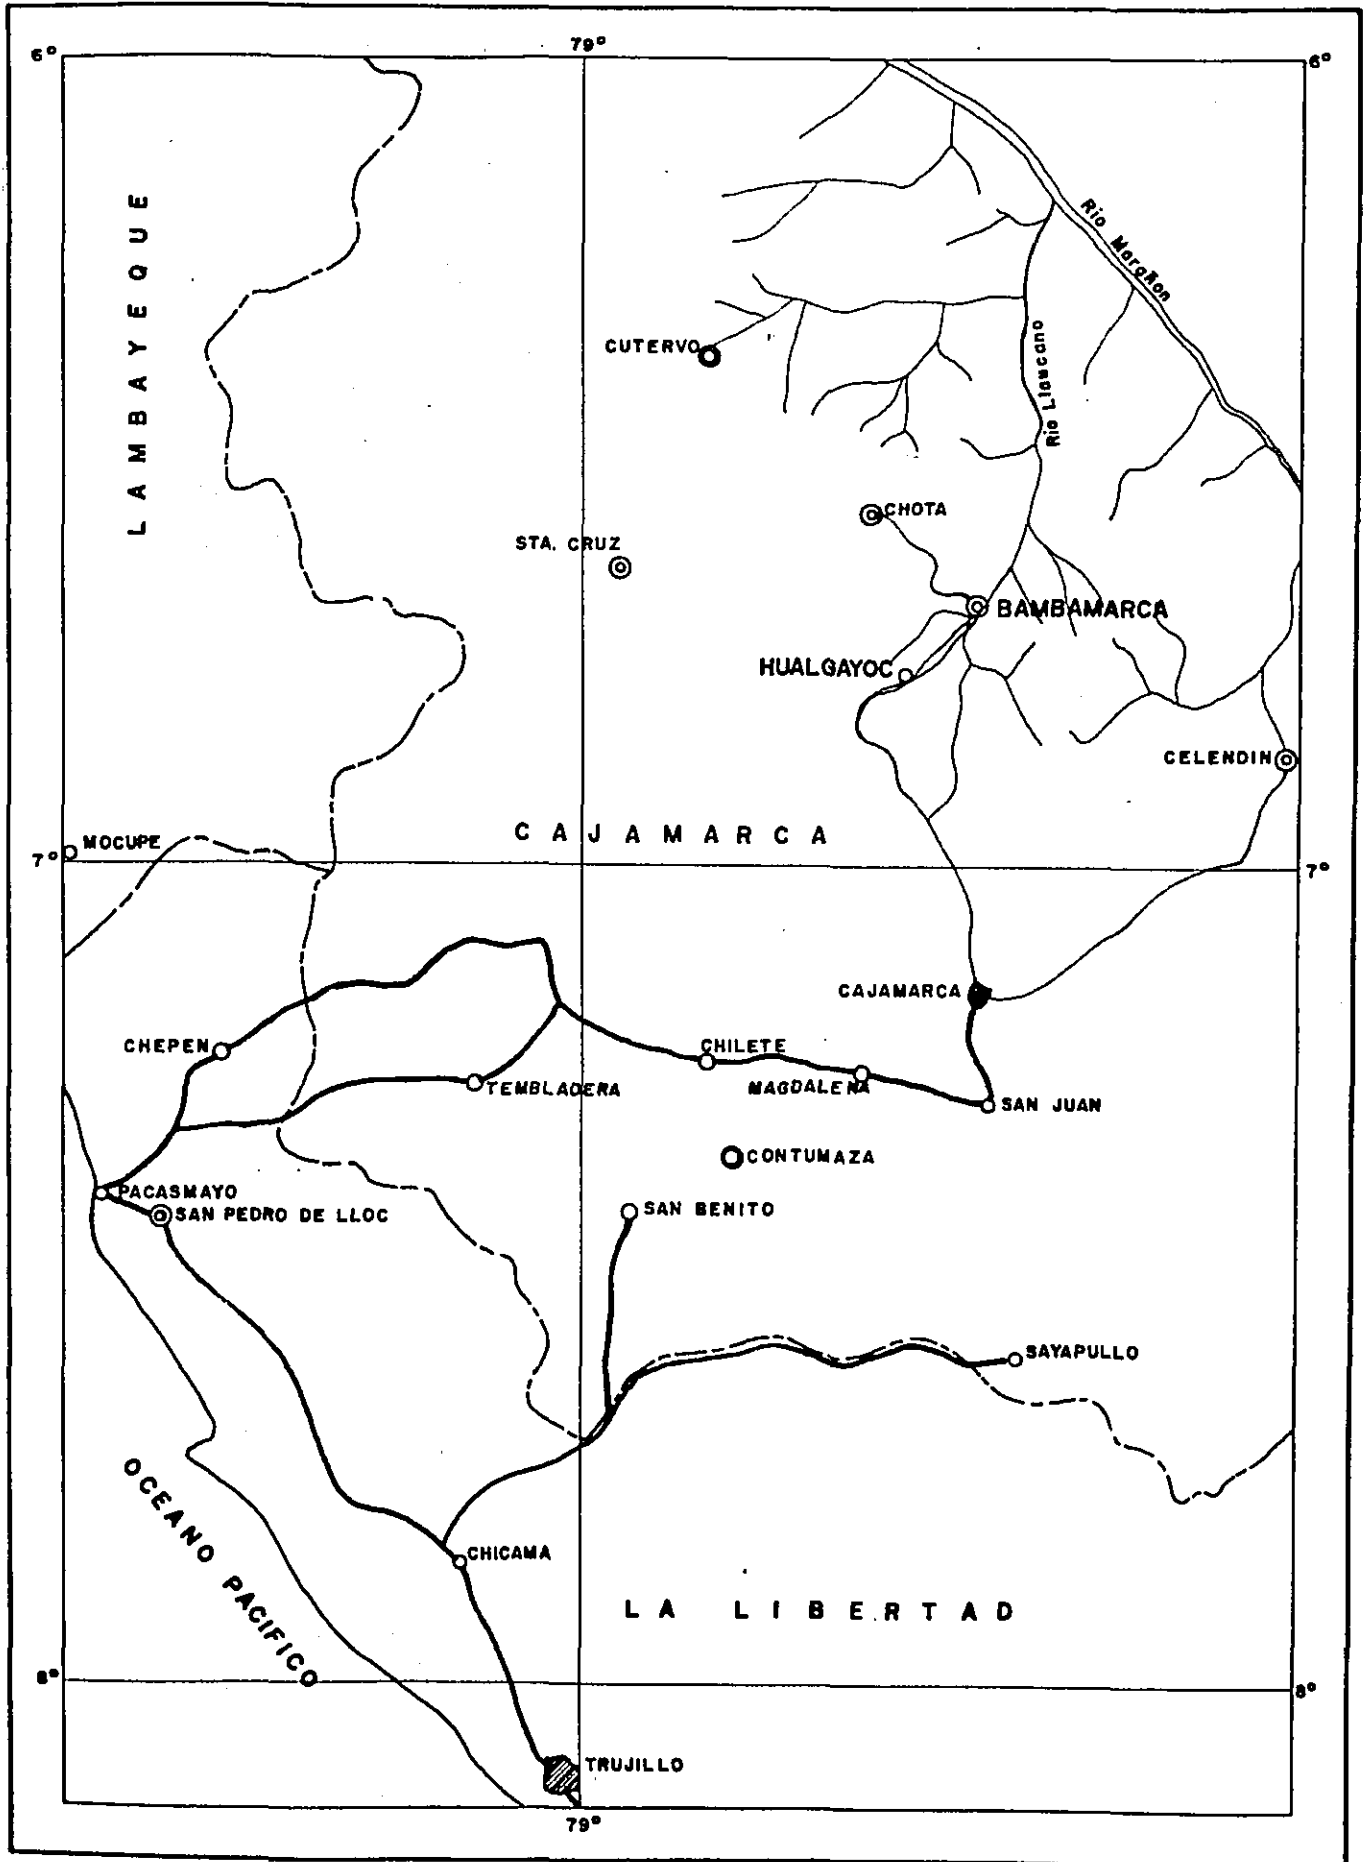 79°
6°
6°
LAMBAYEQUE
Rio Marañon
CUTERVO
Rio Llaucano
CHOTA
STA. CRUZ
BAMBAMARCA
HUALGAYOC
CELENDIN
MOCUPE
CAJAMARCA
7°
7°
CAJAMARCA
CHEPEN
CHILETE
TEMBLADERA
MAGDALENA
SAN JUAN
CONTUMAZA
PACASMAYO
SAN PEDRO DE LLOC
SAN BENITO
SAYAPULLO
OCEANO PACIFICO
CHICAMA
LA LIBERTAD
8°
8°
TRUJILLO
79°